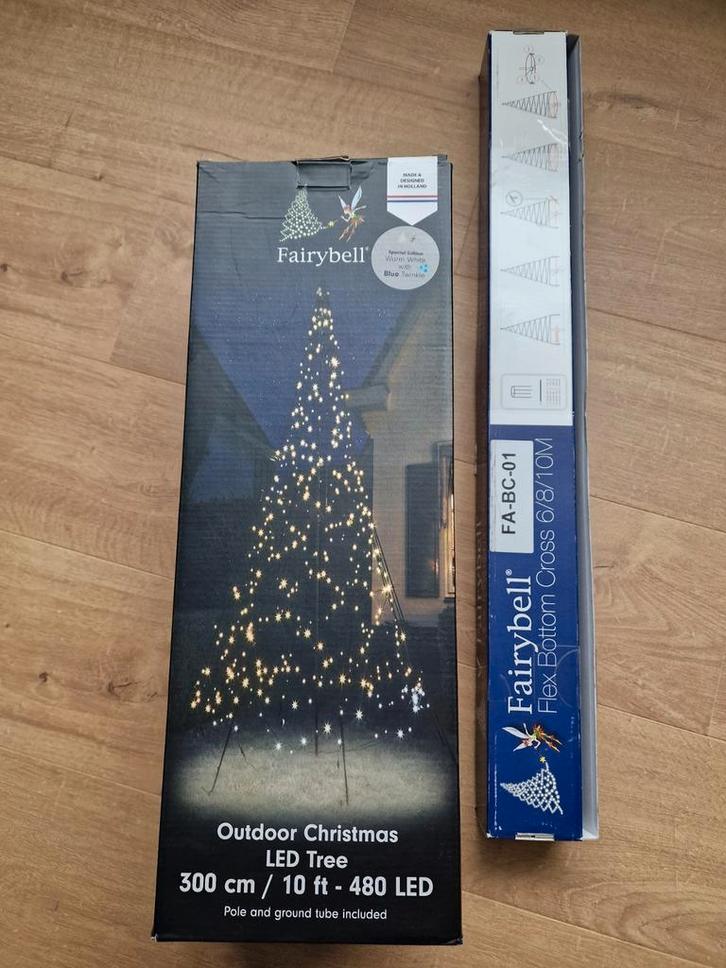 MADE &
DESIGNED
IN HOLLAND
Fairybell®
Special Edition
Warm White
with
Blue Twinkle
Outdoor Christmas
LED Tree
300 cm / 10 ft - 480 LED
Pole and ground tube included
FA-BC-01
Fairybell®
Flex Bottom Cross 6/8/10M